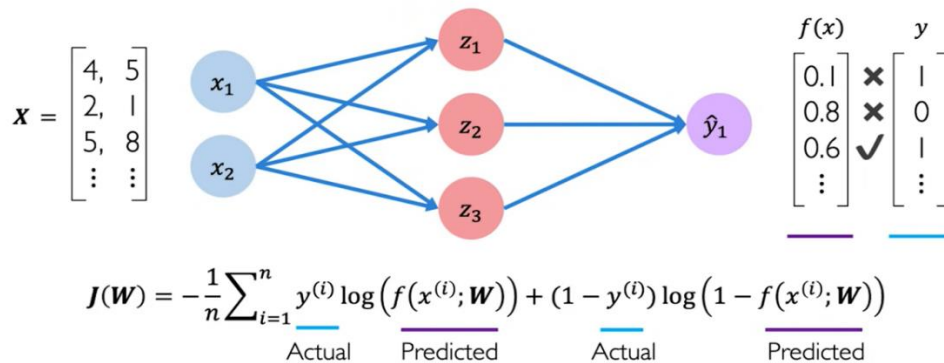 f(x) y
X = [4, 5
2, 1
5, 8
⋮ ⋮]
x₁
x₂
z₁
z₂
z₃
ŷ₁
[0.1 ✖ 1
0.8 ✖ 0
0.6 ✔ 1
⋮ ⋮]
J(W) = −1/n ∑ᵢ₌₁ⁿ y⁽ⁱ⁾ log(f(x⁽ⁱ⁾; W)) + (1 − y⁽ⁱ⁾) log(1 − f(x⁽ⁱ⁾; W))
Actual Predicted Actual Predicted